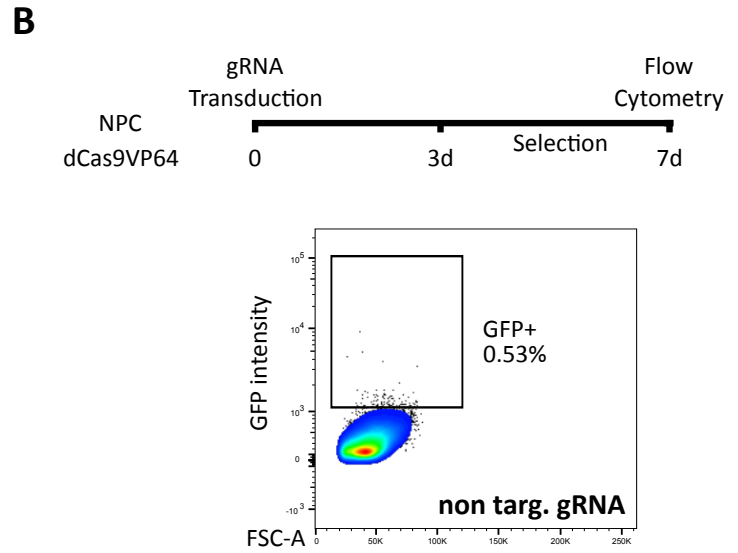 B
gRNA
Transduction
Flow
Cytometry
NPC
dCas9VP64
0
3d
Selection
7d
GFP intensity
10^5
10^4
10^3
0
-10^3
GFP+
0.53%
non targ. gRNA
FSC-A
0
50K
100K
150K
200K
250K